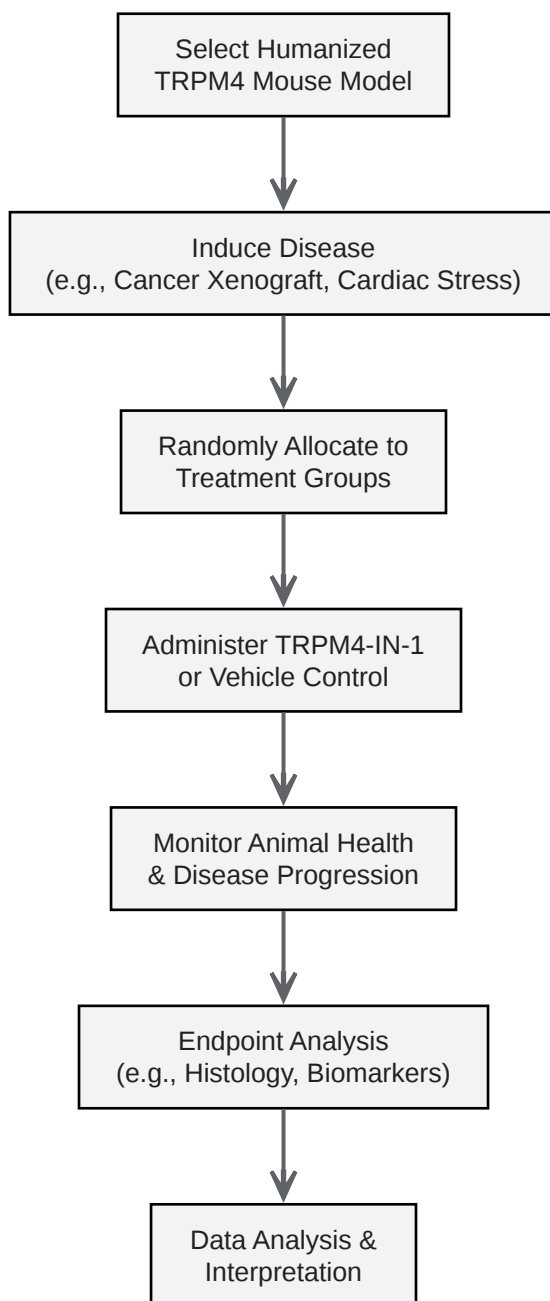 Select Humanized
TRPM4 Mouse Model
Induce Disease
(e.g., Cancer Xenograft, Cardiac Stress)
Randomly Allocate to
Treatment Groups
Administer TRPM4-IN-1
or Vehicle Control
Monitor Animal Health
& Disease Progression
Endpoint Analysis
(e.g., Histology, Biomarkers)
Data Analysis &
Interpretation